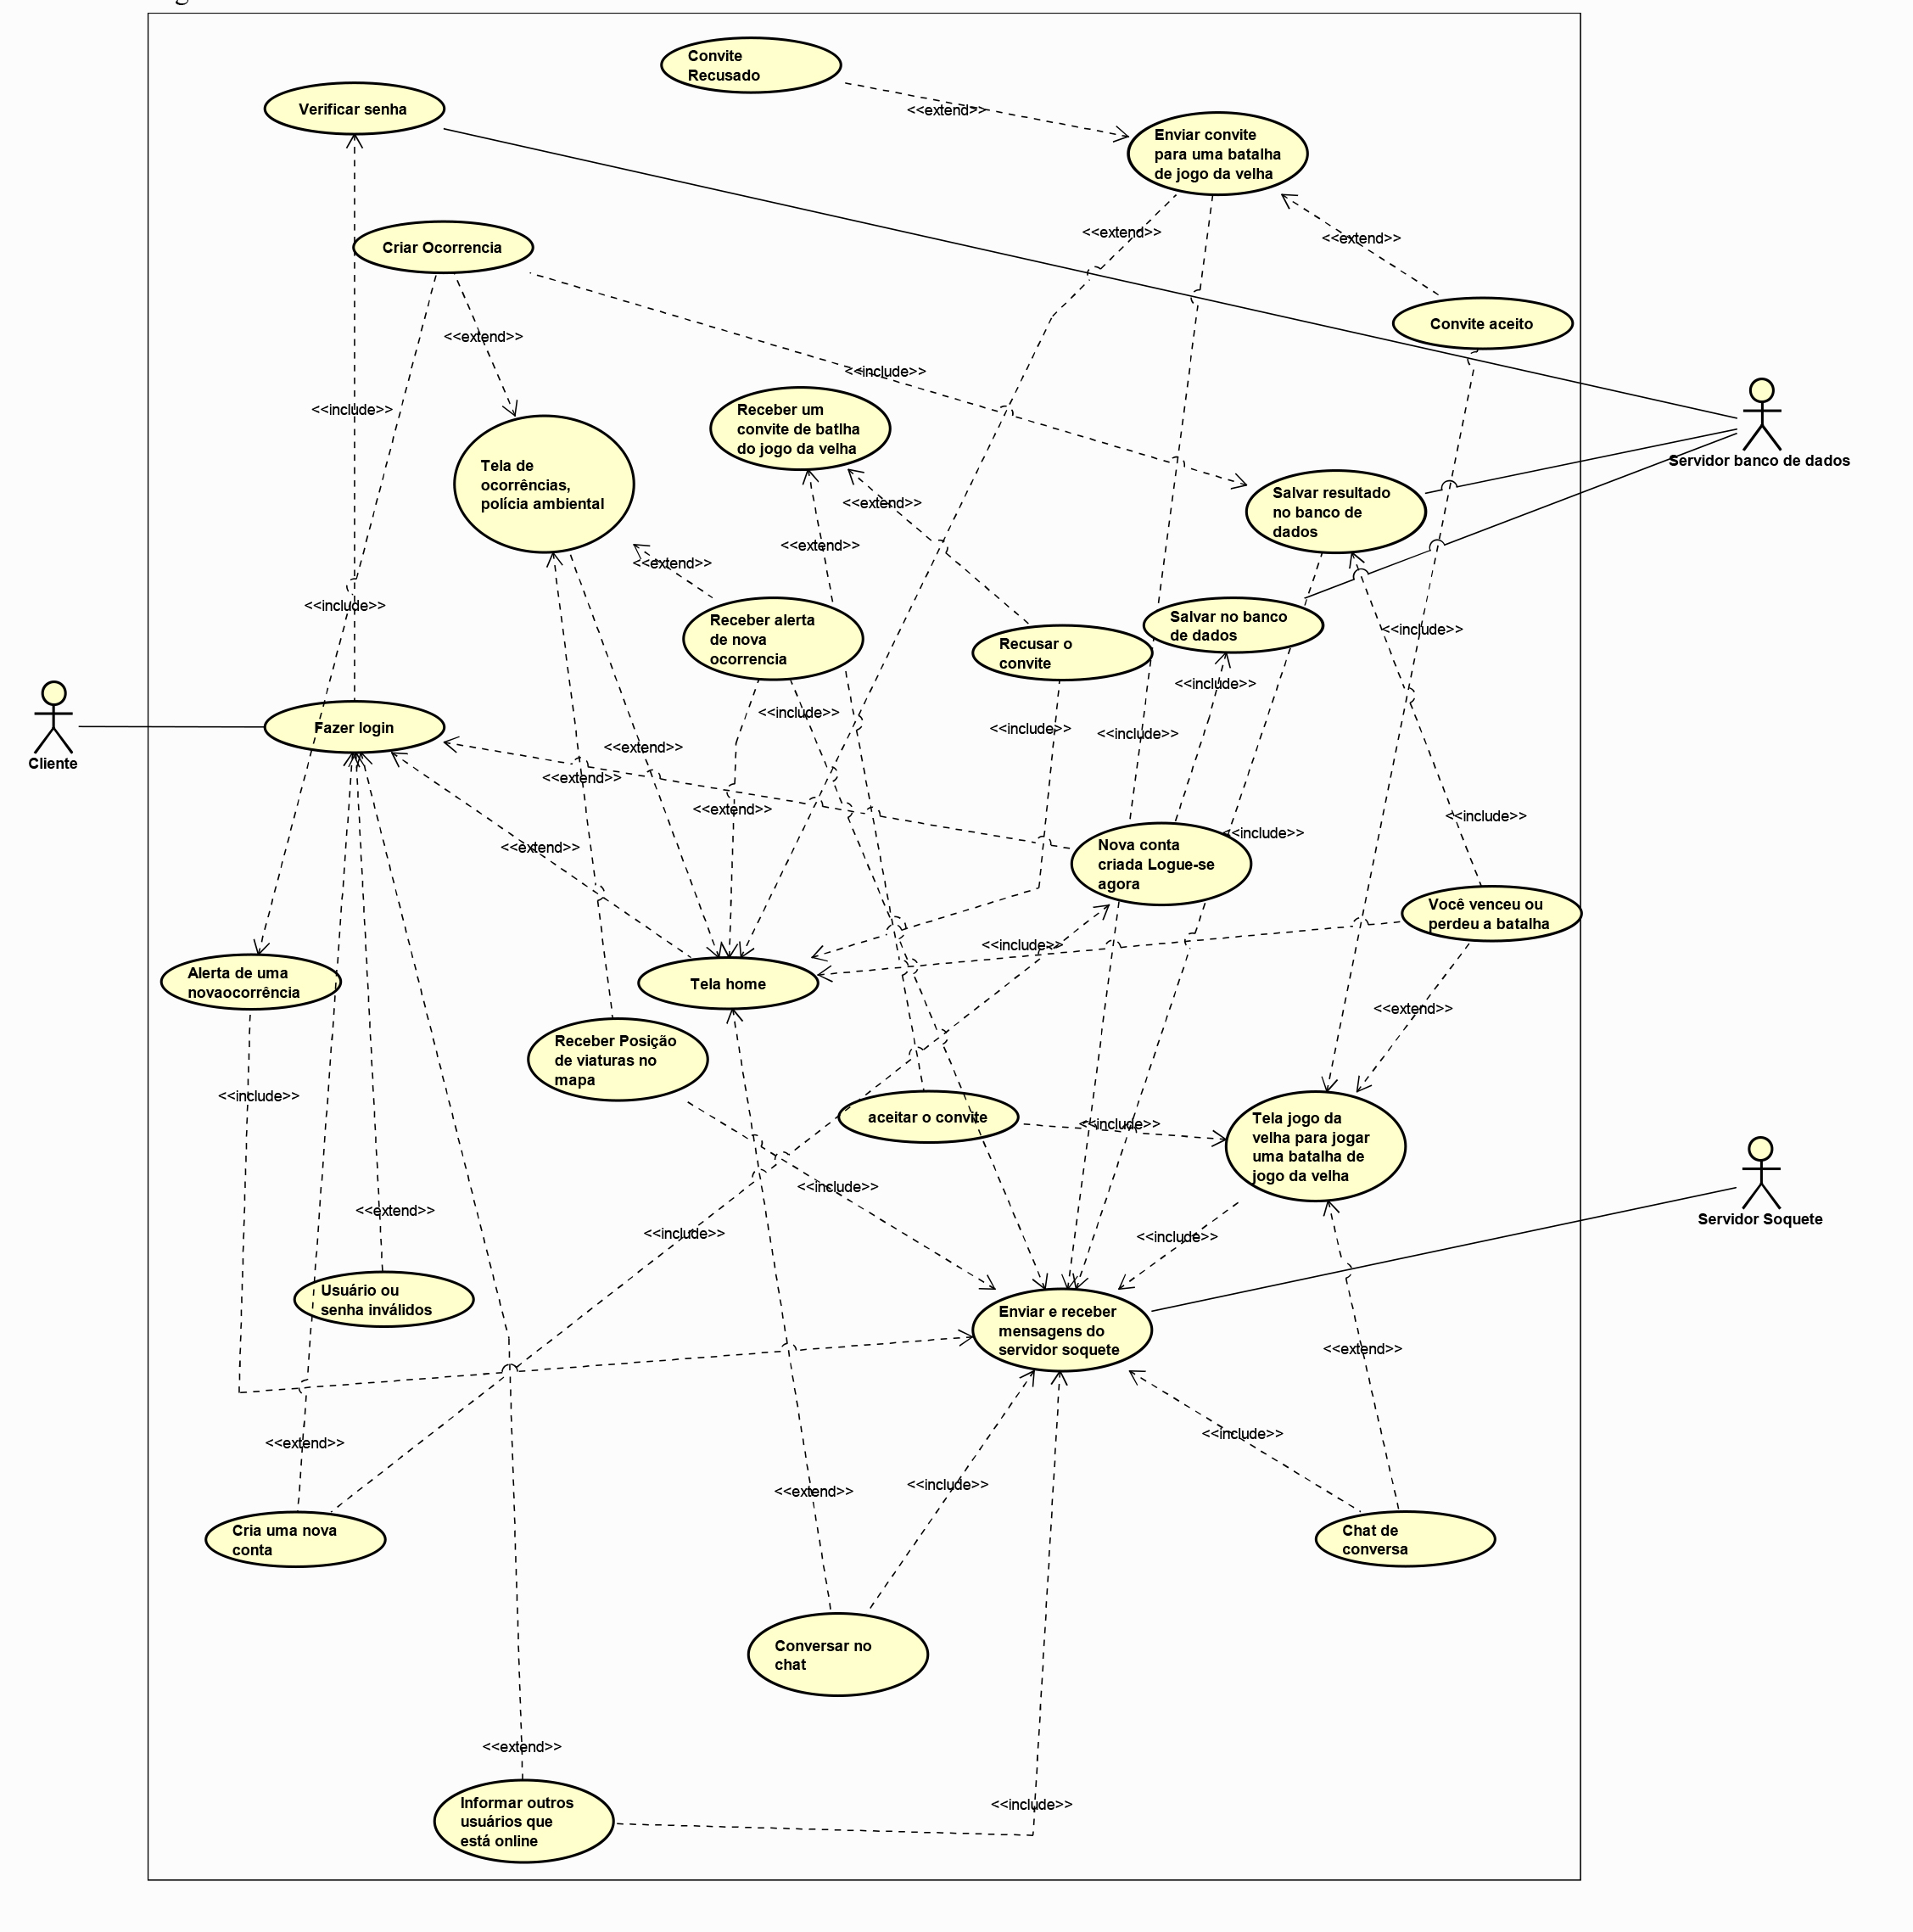 Convite
Recusado
<<extend>>
Verificar senha
Enviar convite
para uma batalha
de jogo da velha
<<extend>>
<<extend>>
Criar Ocorrencia
Convite aceito
<<extend>>
<<include>>
<<include>>
Receber um
convite de batlha
do jogo da velha
Servidor banco de dados
Tela de
ocorrências,
polícia ambiental
<<extend>>
Salvar resultado
no banco de
dados
<<extend>>
<<extend>>
<<include>>
Receber alerta
de nova
ocorrencia
Recusar o
convite
Salvar no banco
de dados
<<include>>
<<include>>
<<include>>
<<include>>
<<include>>
Fazer login
Cliente
<<extend>>
<<extend>>
<<extend>>
<<extend>>
<<include>>
<<include>>
Nova conta
criada Logue-se
agora
Você venceu ou
perdeu a batalha
<<include>>
Alerta de uma
novaocorrência
Tela home
<<extend>>
Receber Posição
de viaturas no
mapa
<<include>>
aceitar o convite
<<include>>
Tela jogo da
velha para jogar
uma batalha de
jogo da velha
<<include>>
<<extend>>
<<include>>
<<include>>
Servidor Soquete
Usuário ou
senha inválidos
Enviar e receber
mensagens do
servidor soquete
<<extend>>
<<extend>>
<<include>>
<<extend>>
<<include>>
Cria uma nova
conta
Chat de
conversa
Conversar no
chat
<<extend>>
<<include>>
Informar outros
usuários que
está online